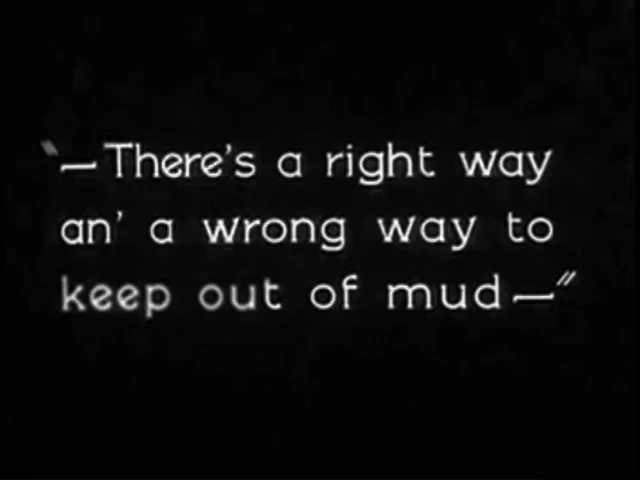 "—There's a right way
an' a wrong way to
keep out of mud—"